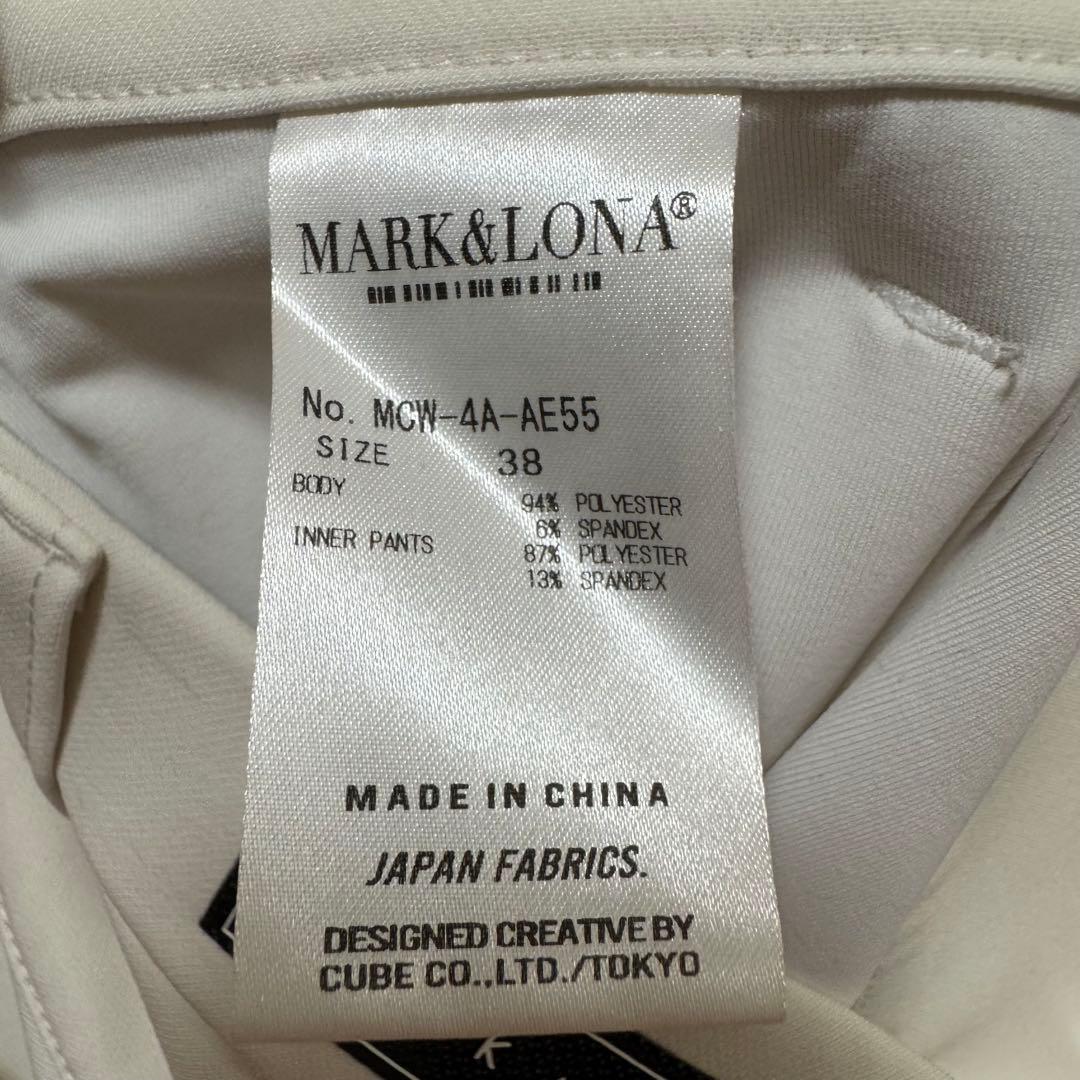 MARK&LONA®
No. MCW-4A-AE55
SIZE 38
BODY 94% POLYESTER
6% SPANDEX
INNER PANTS 87% POLYESTER
13% SPANDEX
MADE IN CHINA
JAPAN FABRICS.
DESIGNED CREATIVE BY
CUBE CO.,LTD./TOKYO
K